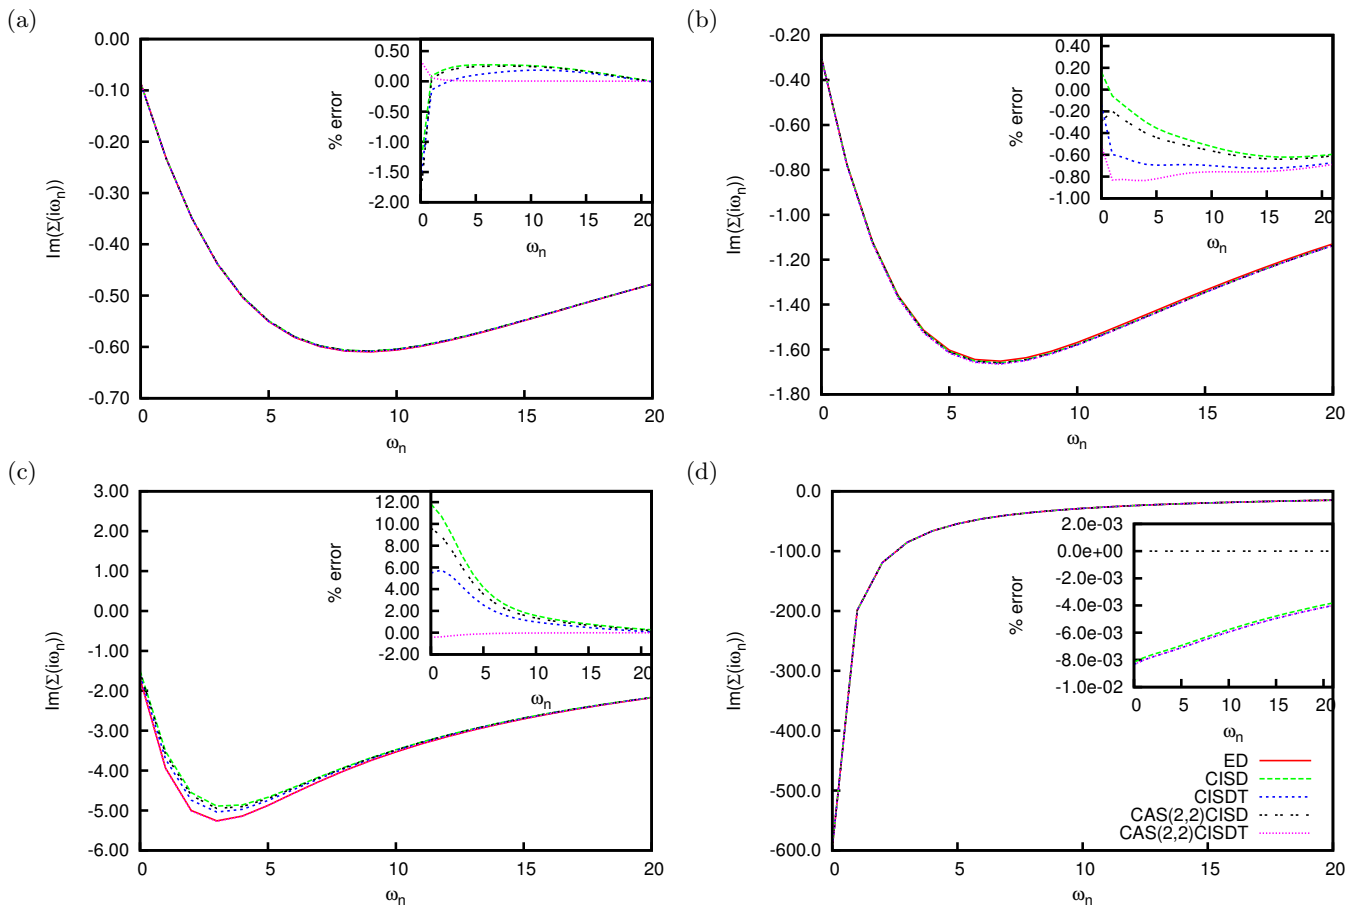 (a)
0.00
-0.10
-0.20
-0.30
-0.40
-0.50
-0.60
-0.70
Im(Σ(iωn))
0 5 10 15 20
ωn
0.50
0.00
-0.50
-1.00
-1.50
-2.00
% error
0 5 10 15 20
ωn
(b)
-0.20
-0.40
-0.60
-0.80
-1.00
-1.20
-1.40
-1.60
-1.80
Im(Σ(iωn))
0 5 10 15 20
ωn
0.40
0.20
0.00
-0.20
-0.40
-0.60
-0.80
-1.00
% error
0 5 10 15 20
ωn
(c)
3.00
2.00
1.00
0.00
-1.00
-2.00
-3.00
-4.00
-5.00
-6.00
Im(Σ(iωn))
0 5 10 15 20
ωn
12.00
10.00
8.00
6.00
4.00
2.00
0.00
-2.00
% error
0 5 10 15 20
ωn
(d)
0.0
-100.0
-200.0
-300.0
-400.0
-500.0
-600.0
Im(Σ(iωn))
0 5 10 15 20
ωn
2.0e-03
0.0e+00
-2.0e-03
-4.0e-03
-6.0e-03
-8.0e-03
-1.0e-02
% error
0 5 10 15 20
ωn
ED
CISD
CISDT
CAS(2,2)CISD
CAS(2,2)CISDT